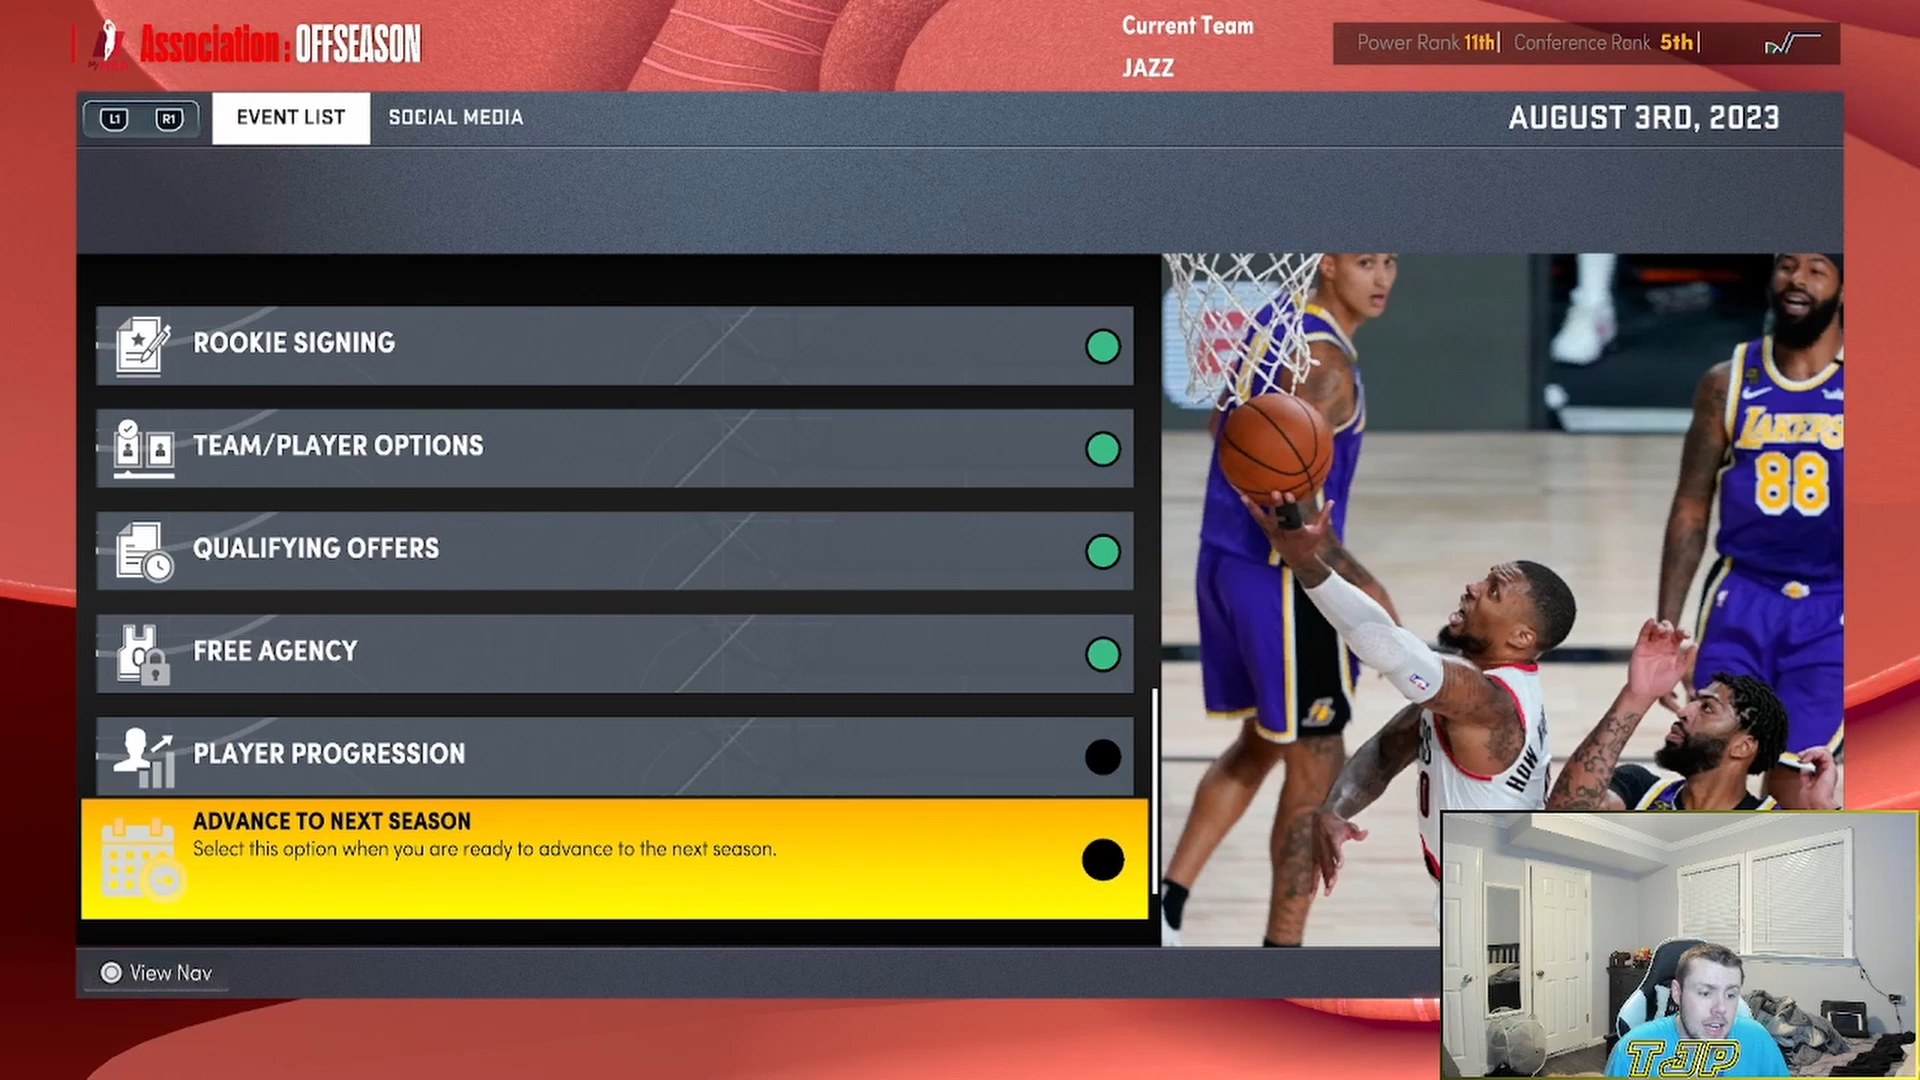 Association: OFFSEASON
Current Team
JAZZ
Power Rank 11th| Conference Rank 5th|
L1 R1 EVENT LIST SOCIAL MEDIA
AUGUST 3RD, 2023
ROOKIE SIGNING
TEAM/PLAYER OPTIONS
QUALIFYING OFFERS
FREE AGENCY
PLAYER PROGRESSION
ADVANCE TO NEXT SEASON
Select this option when you are ready to advance to the next season.
View Nav
LAKERS
88
HOW
TJP